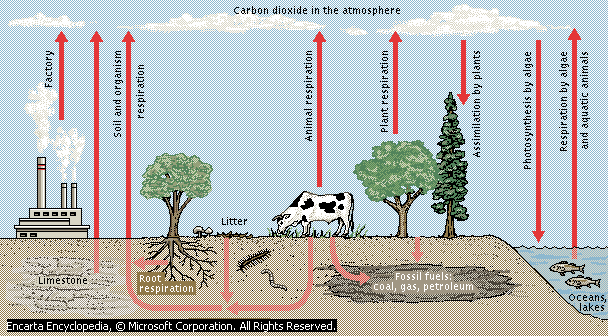 Carbon dioxide in the atmosphere
Factory
Soil and organism
respiration
Animal respiration
Plant respiration
Assimilation by plants
Photosynthesis by algae
Respiration by algae
and aquatic animals
Litter
Limestone
Root
respiration
Fossil fuels:
coal, gas, petroleum
Oceans,
lakes
Encarta Encyclopedia, © Microsoft Corporation. All Rights Reserved.